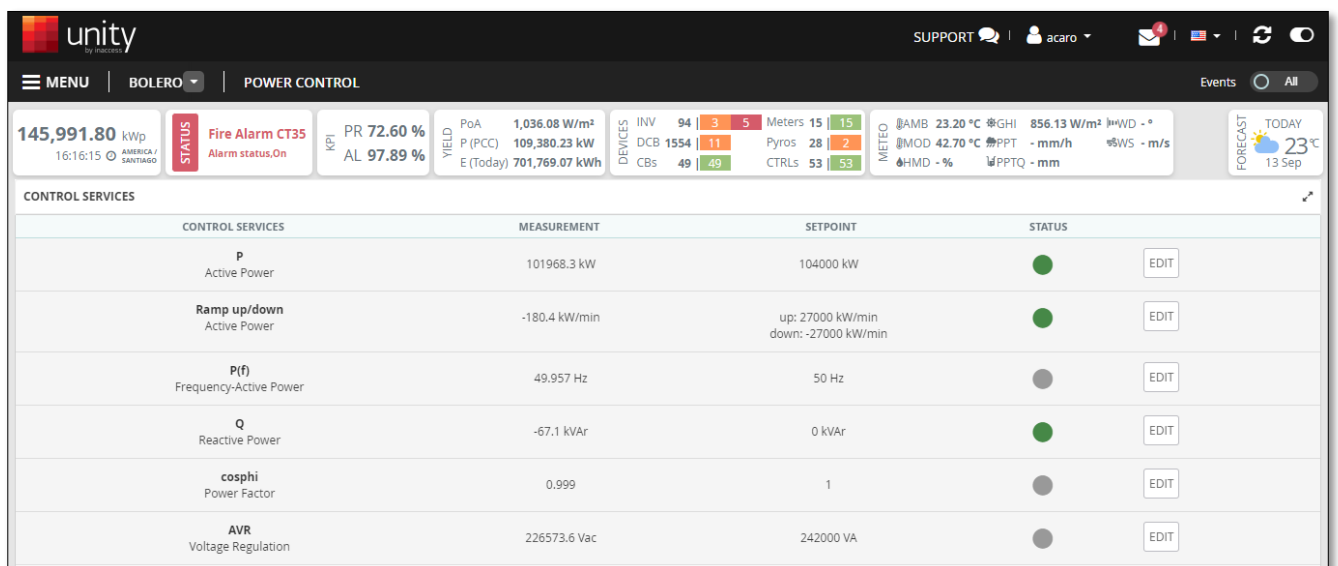 unity
by inaccess
SUPPORT
acaro
4
MENU
BOLERO
POWER CONTROL
Events
All
145,991.80 kWp
16:16:15 AMERICA / SANTIAGO
STATUS
Fire Alarm CT35
Alarm status,On
KPI
PR 72.60 %
AL 97.89 %
YIELD
PoA 1,036.08 W/m²
P (PCC) 109,380.23 kW
E (Today) 701,769.07 kWh
DEVICES
INV 94 | 3 5 Meters 15 | 15
DCB 1554 | 11 Pyros 28 | 2
CBs 49 | 49 CTRLs 53 | 53
METEO
AMB 23.20 °C GHI 856.13 W/m² WD - °
MOD 42.70 °C PPT - mm/h WS - m/s
HMD - % PPTQ - mm
FORECAST
TODAY
23°C
13 Sep
CONTROL SERVICES
CONTROL SERVICES MEASUREMENT SETPOINT STATUS
P
Active Power
101968.3 kW
104000 kW
EDIT
Ramp up/down
Active Power
-180.4 kW/min
up: 27000 kW/min
down: -27000 kW/min
EDIT
P(f)
Frequency-Active Power
49.957 Hz
50 Hz
EDIT
Q
Reactive Power
-67.1 kVAr
0 kVAr
EDIT
cosphi
Power Factor
0.999
1
EDIT
AVR
Voltage Regulation
226573.6 Vac
242000 VA
EDIT